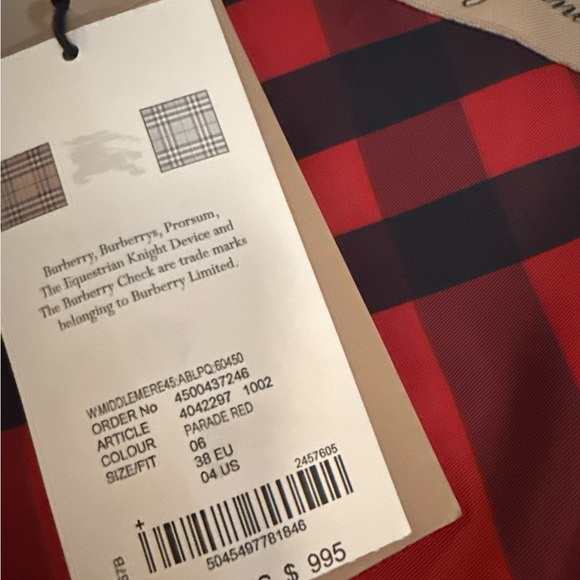 Burberry, Burberrys, Prorsum,
The Equestrian Knight Device and
The Burberry Check are trade marks
belonging to Burberry Limited.
W:MIDDLEMERE45:ABLPQ:60450
ORDER No 4500437246
ARTICLE 4042297 1002
COLOUR PARADE RED
SIZE/FIT 06
38 EU
04 US
2457605
+
5045497781846
$ 995